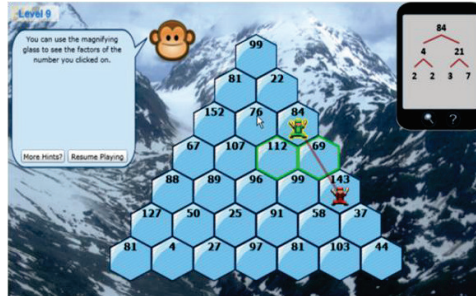 Level 9
You can use the magnifying
glass to see the factors of the
number you clicked on.
More Hints? Resume Playing
84
4 21
2 2 3 7
?
99
81 22
152 76 84
67 107 112 69
88 89 96 99 143
127 50 25 91 58 37
81 4 27 97 81 103 44